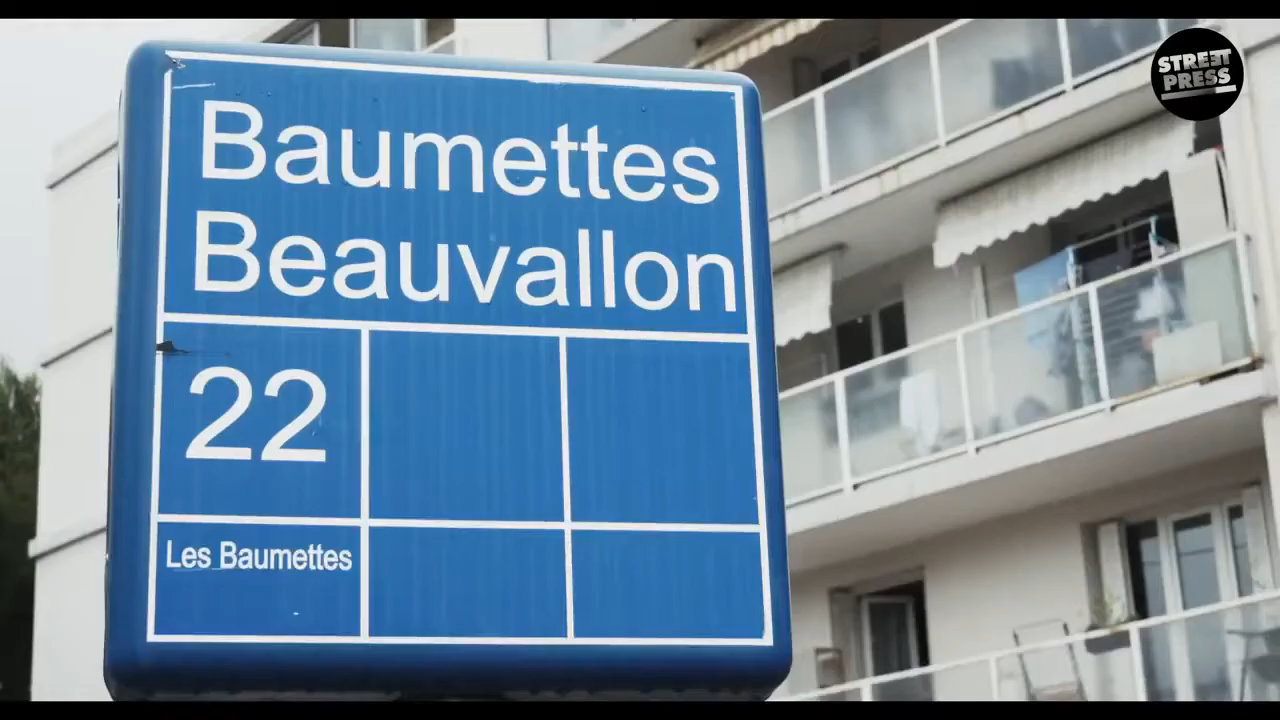 Baumettes
Beauvallon
22
Les Baumettes
STREET
PRESS